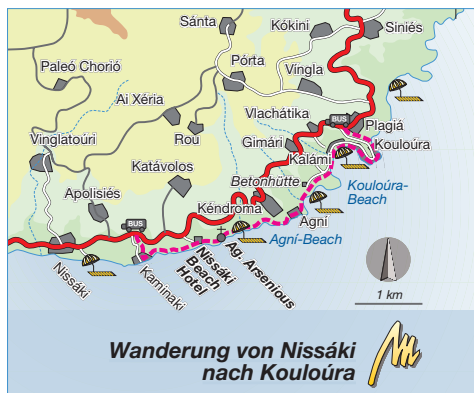 Sánta
Kókini
Siniés
Paleó Chorió
Pórta
Víngla
Ai Xéria
Vlachátika
BUS
Plagiá
Vinglatoúri
Rou
Gimári
Kouloúra
Katávolos
Kalámi
Betonhütte
Kouloúra-
Beach
Apolisiés
Kéndroma
Agní
BUS
Agní-Beach
Nissáki
Kaminaki
Nissáki
Beach
Hotel
Ag. Arsenious
1 km
Wanderung von Nissáki
nach Kouloúra